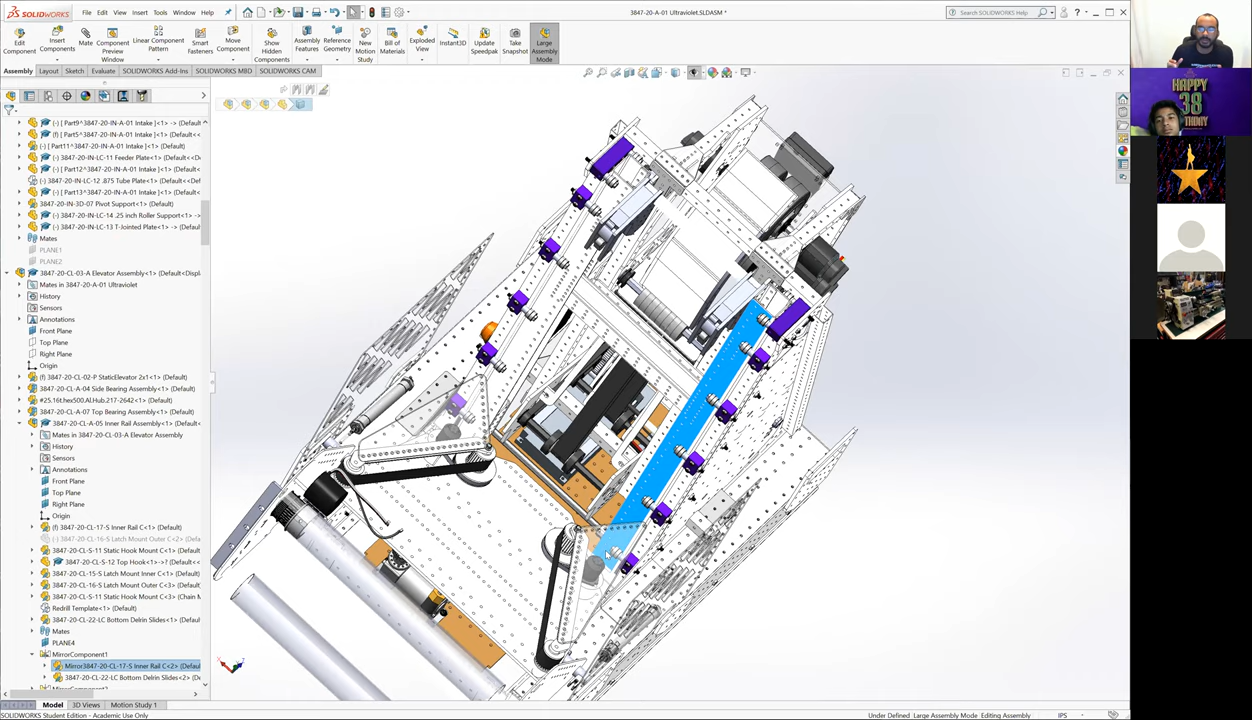 SOLIDWORKS File Edit View Insert Tools Window Help 3847-20-A-01 Ultraviolet.SLDASM * Search SOLIDWORKS Help ?
Edit Component
Insert Components
Mate
Component Preview Window
Linear Component Pattern
Smart Fasteners
Move Component
Show Hidden Components
Assembly Features
Reference Geometry
New Motion Study
Bill of Materials
Exploded View
Instant3D
Update Speedpak
Take Snapshot
Large Assembly Mode
Assembly Layout Sketch Evaluate SOLIDWORKS Add-Ins SOLIDWORKS MBD SOLIDWORKS CAM
(-) [ Part9^3847-20-IN-A-01 Intake ]<1> -> (Default
(f) [ Part5^3847-20-IN-A-01 Intake ]<1> -> (Default
(-) [ Part11^3847-20-IN-A-01 Intake ]<1> (Default
(-) 3847-20-IN-LC-11 Feeder Plate<1> (Default<<D
(-) [ Part12^3847-20-IN-A-01 Intake ]<1> (Default
(-) 3847-20-IN-LC-12 .875 Tube Plate<1> (Default<
(-) [ Part13^3847-20-IN-A-01 Intake ]<1> (Default
3847-20-IN-3D-07 Pivot Support<1> (Default<<D
(-) 3847-20-IN-LC-14 .25 inch Roller Support<1> ->
(-) 3847-20-IN-LC-13 T-Jointed Plate<1> (Default<
Mates
PLANE1
PLANE2
3847-20-CL-03-A Elevator Assembly<1> (Default<Displ
Mates in 3847-20-A-01 Ultraviolet
History
Sensors
Annotations
Front Plane
Top Plane
Right Plane
Origin
(f) 3847-20-CL-02-P StaticElevator 2x1<1> (Default
3847-20-CL-A-04 Side Bearing Assembly<1> (Default
#25.16t.hex500.Al.Hub.217-2642<1> (Default)
3847-20-CL-A-07 Top Bearing Assembly<1> (Default
3847-20-CL-A-05 Inner Rail Assembly<1> (Default)
Mates in 3847-20-CL-03-A Elevator Assembly
History
Sensors
Annotations
Front Plane
Top Plane
Right Plane
Origin
(f) 3847-20-CL-17-S Inner Rail C<1> (Default)
(-) 3847-20-CL-16-S Latch Mount Outer C<2> (Def
3847-20-CL-S-11 Static Hook Mount C<2> (Default
3847-20-CL-S-12 Top Hook<1> -> ? (Default)
3847-20-CL-15-S Latch Mount Inner C<1> (Default)
3847-20-CL-16-S Latch Mount Outer C<3> (Default
3847-20-CL-S-11 Static Hook Mount C<3> (Chain M
Redrill Template<1> (Default)
3847-20-CL-22-LC Bottom Delrin Slides<1> (Default
Mates
PLANE4
MirrorComponent1
Mirror3847-20-CL-17-S Inner Rail C<2> (Defau
3847-20-CL-22-LC Bottom Delrin Slides<2> (De
HAPPY
38
Model 3D Views Motion Study 1
SOLIDWORKS Student Edition - Academic Use Only Under Defined Large Assembly Mode Editing Assembly IPS